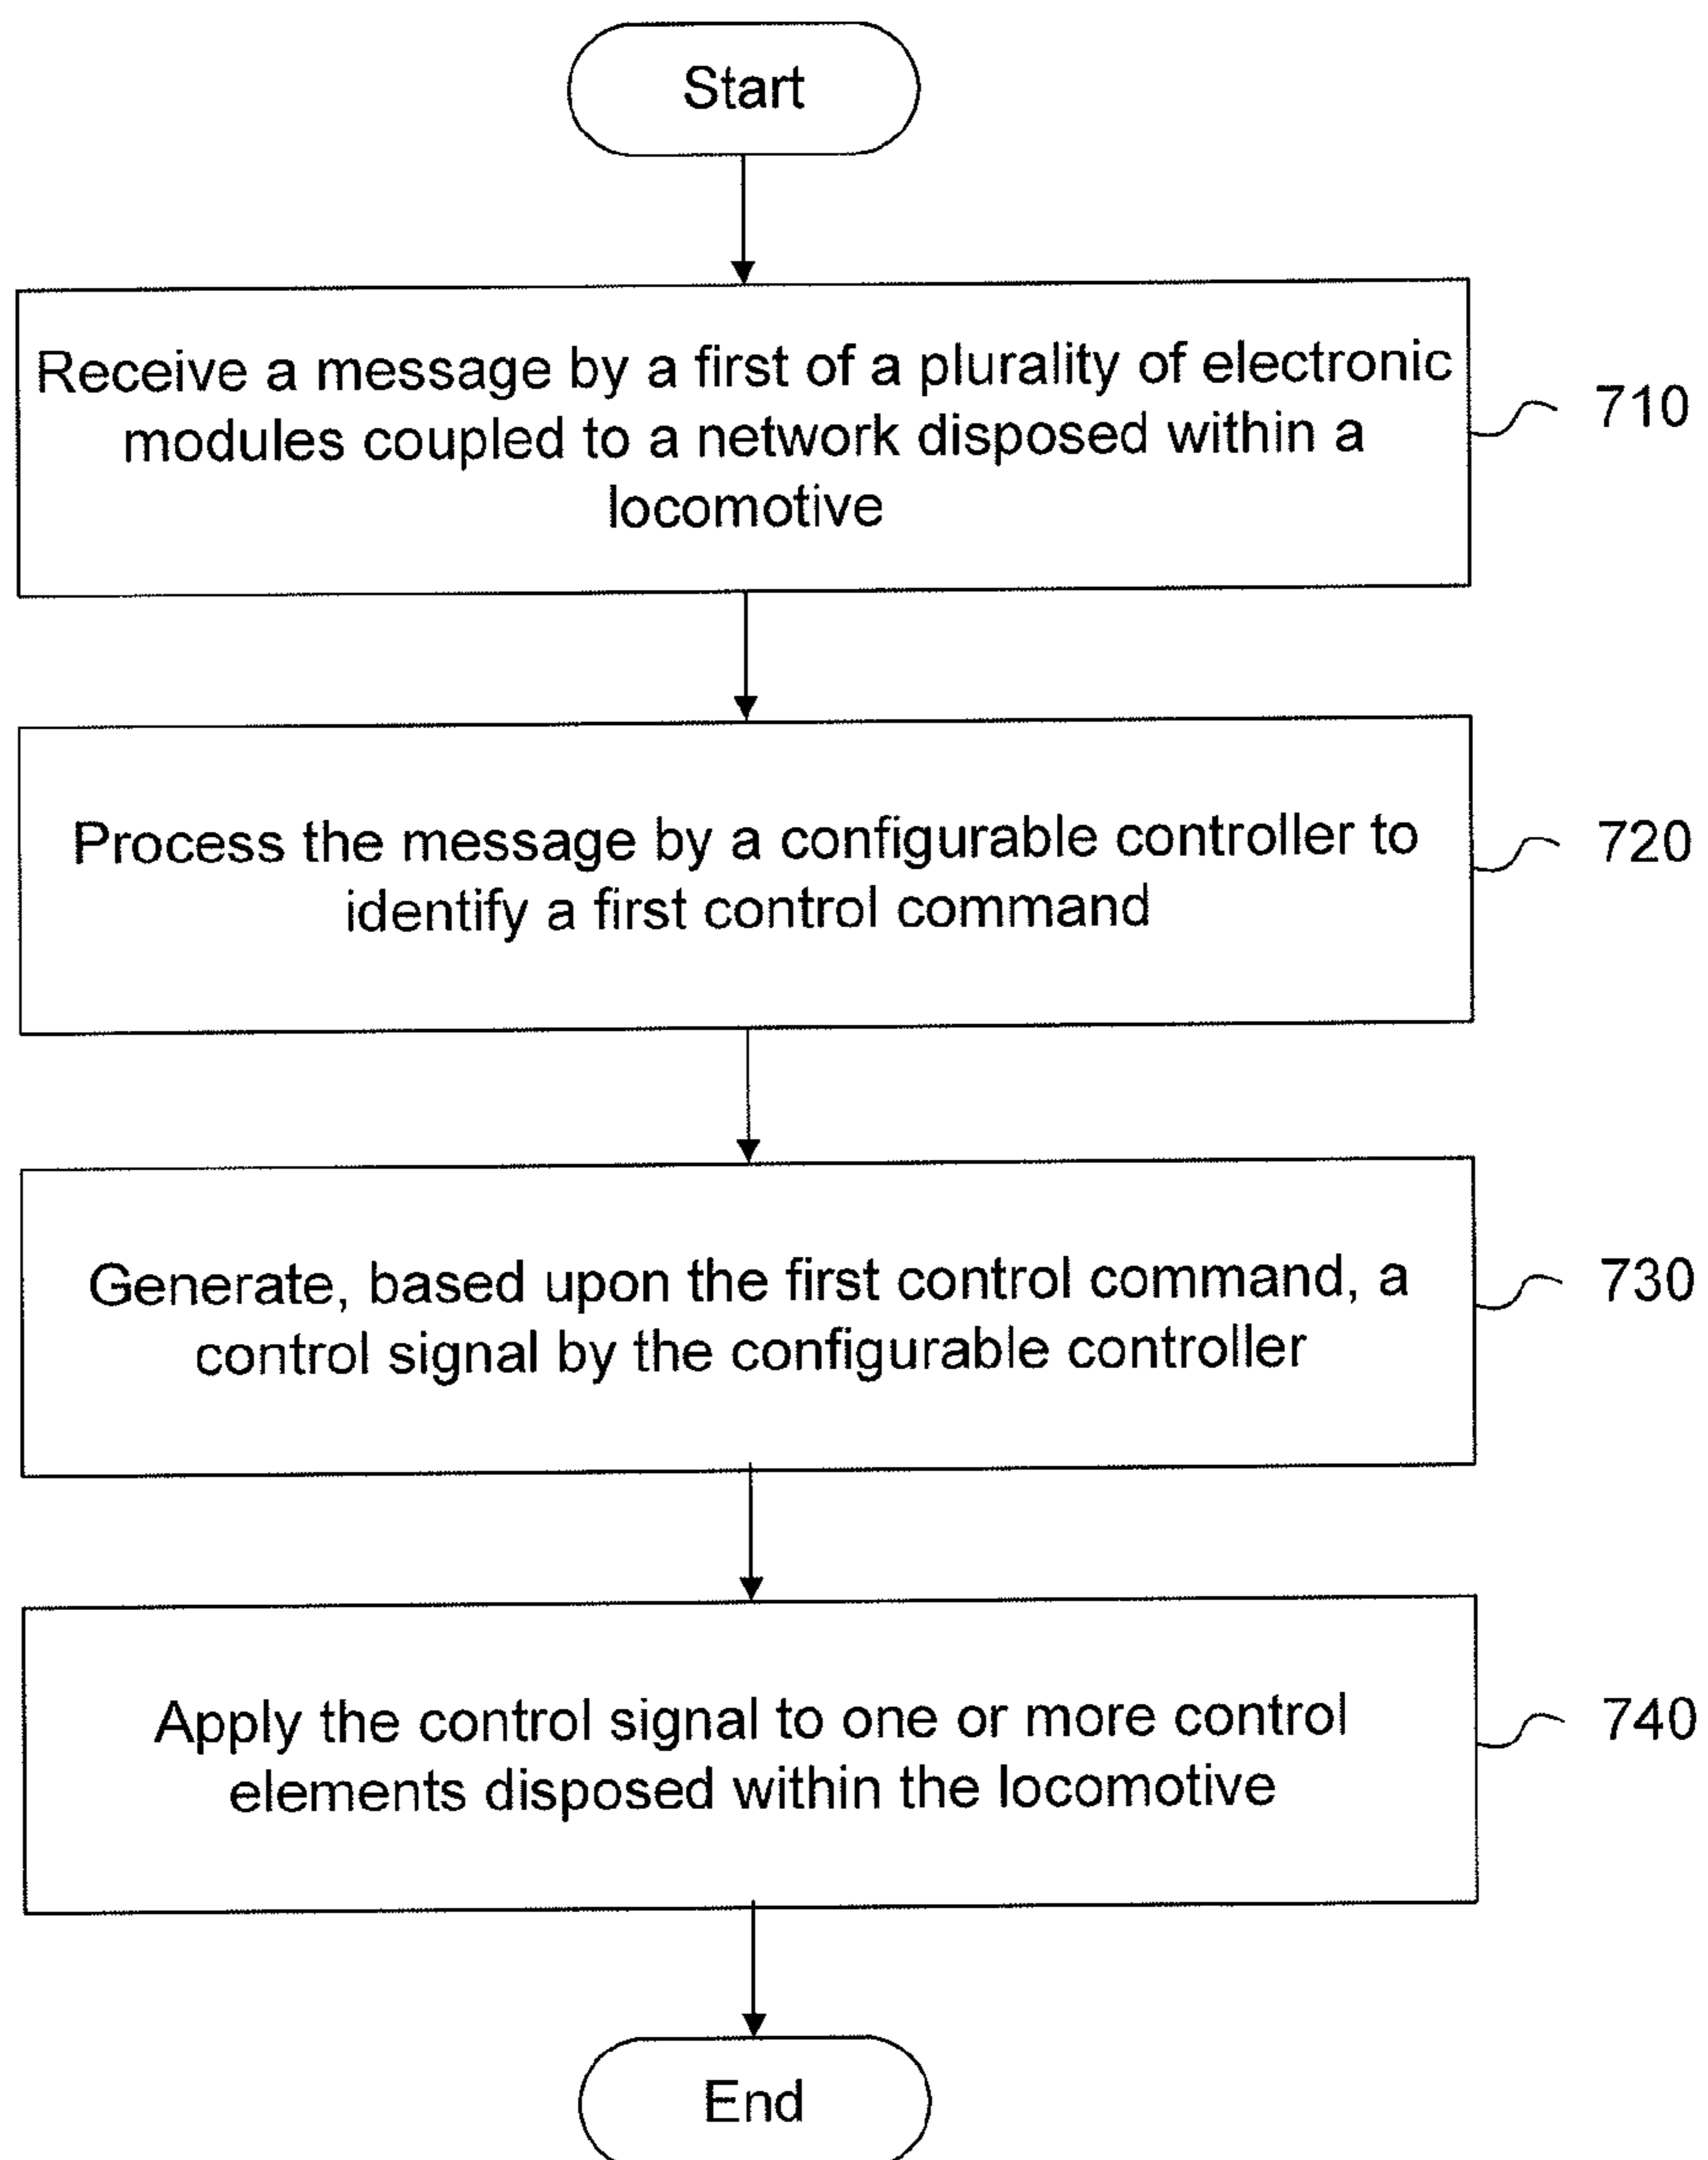 Start
Receive a message by a first of a plurality of electronic
modules coupled to a network disposed within a
locomotive
710
Process the message by a configurable controller to
identify a first control command
720
Generate, based upon the first control command, a
control signal by the configurable controller
730
Apply the control signal to one or more control
elements disposed within the locomotive
740
End